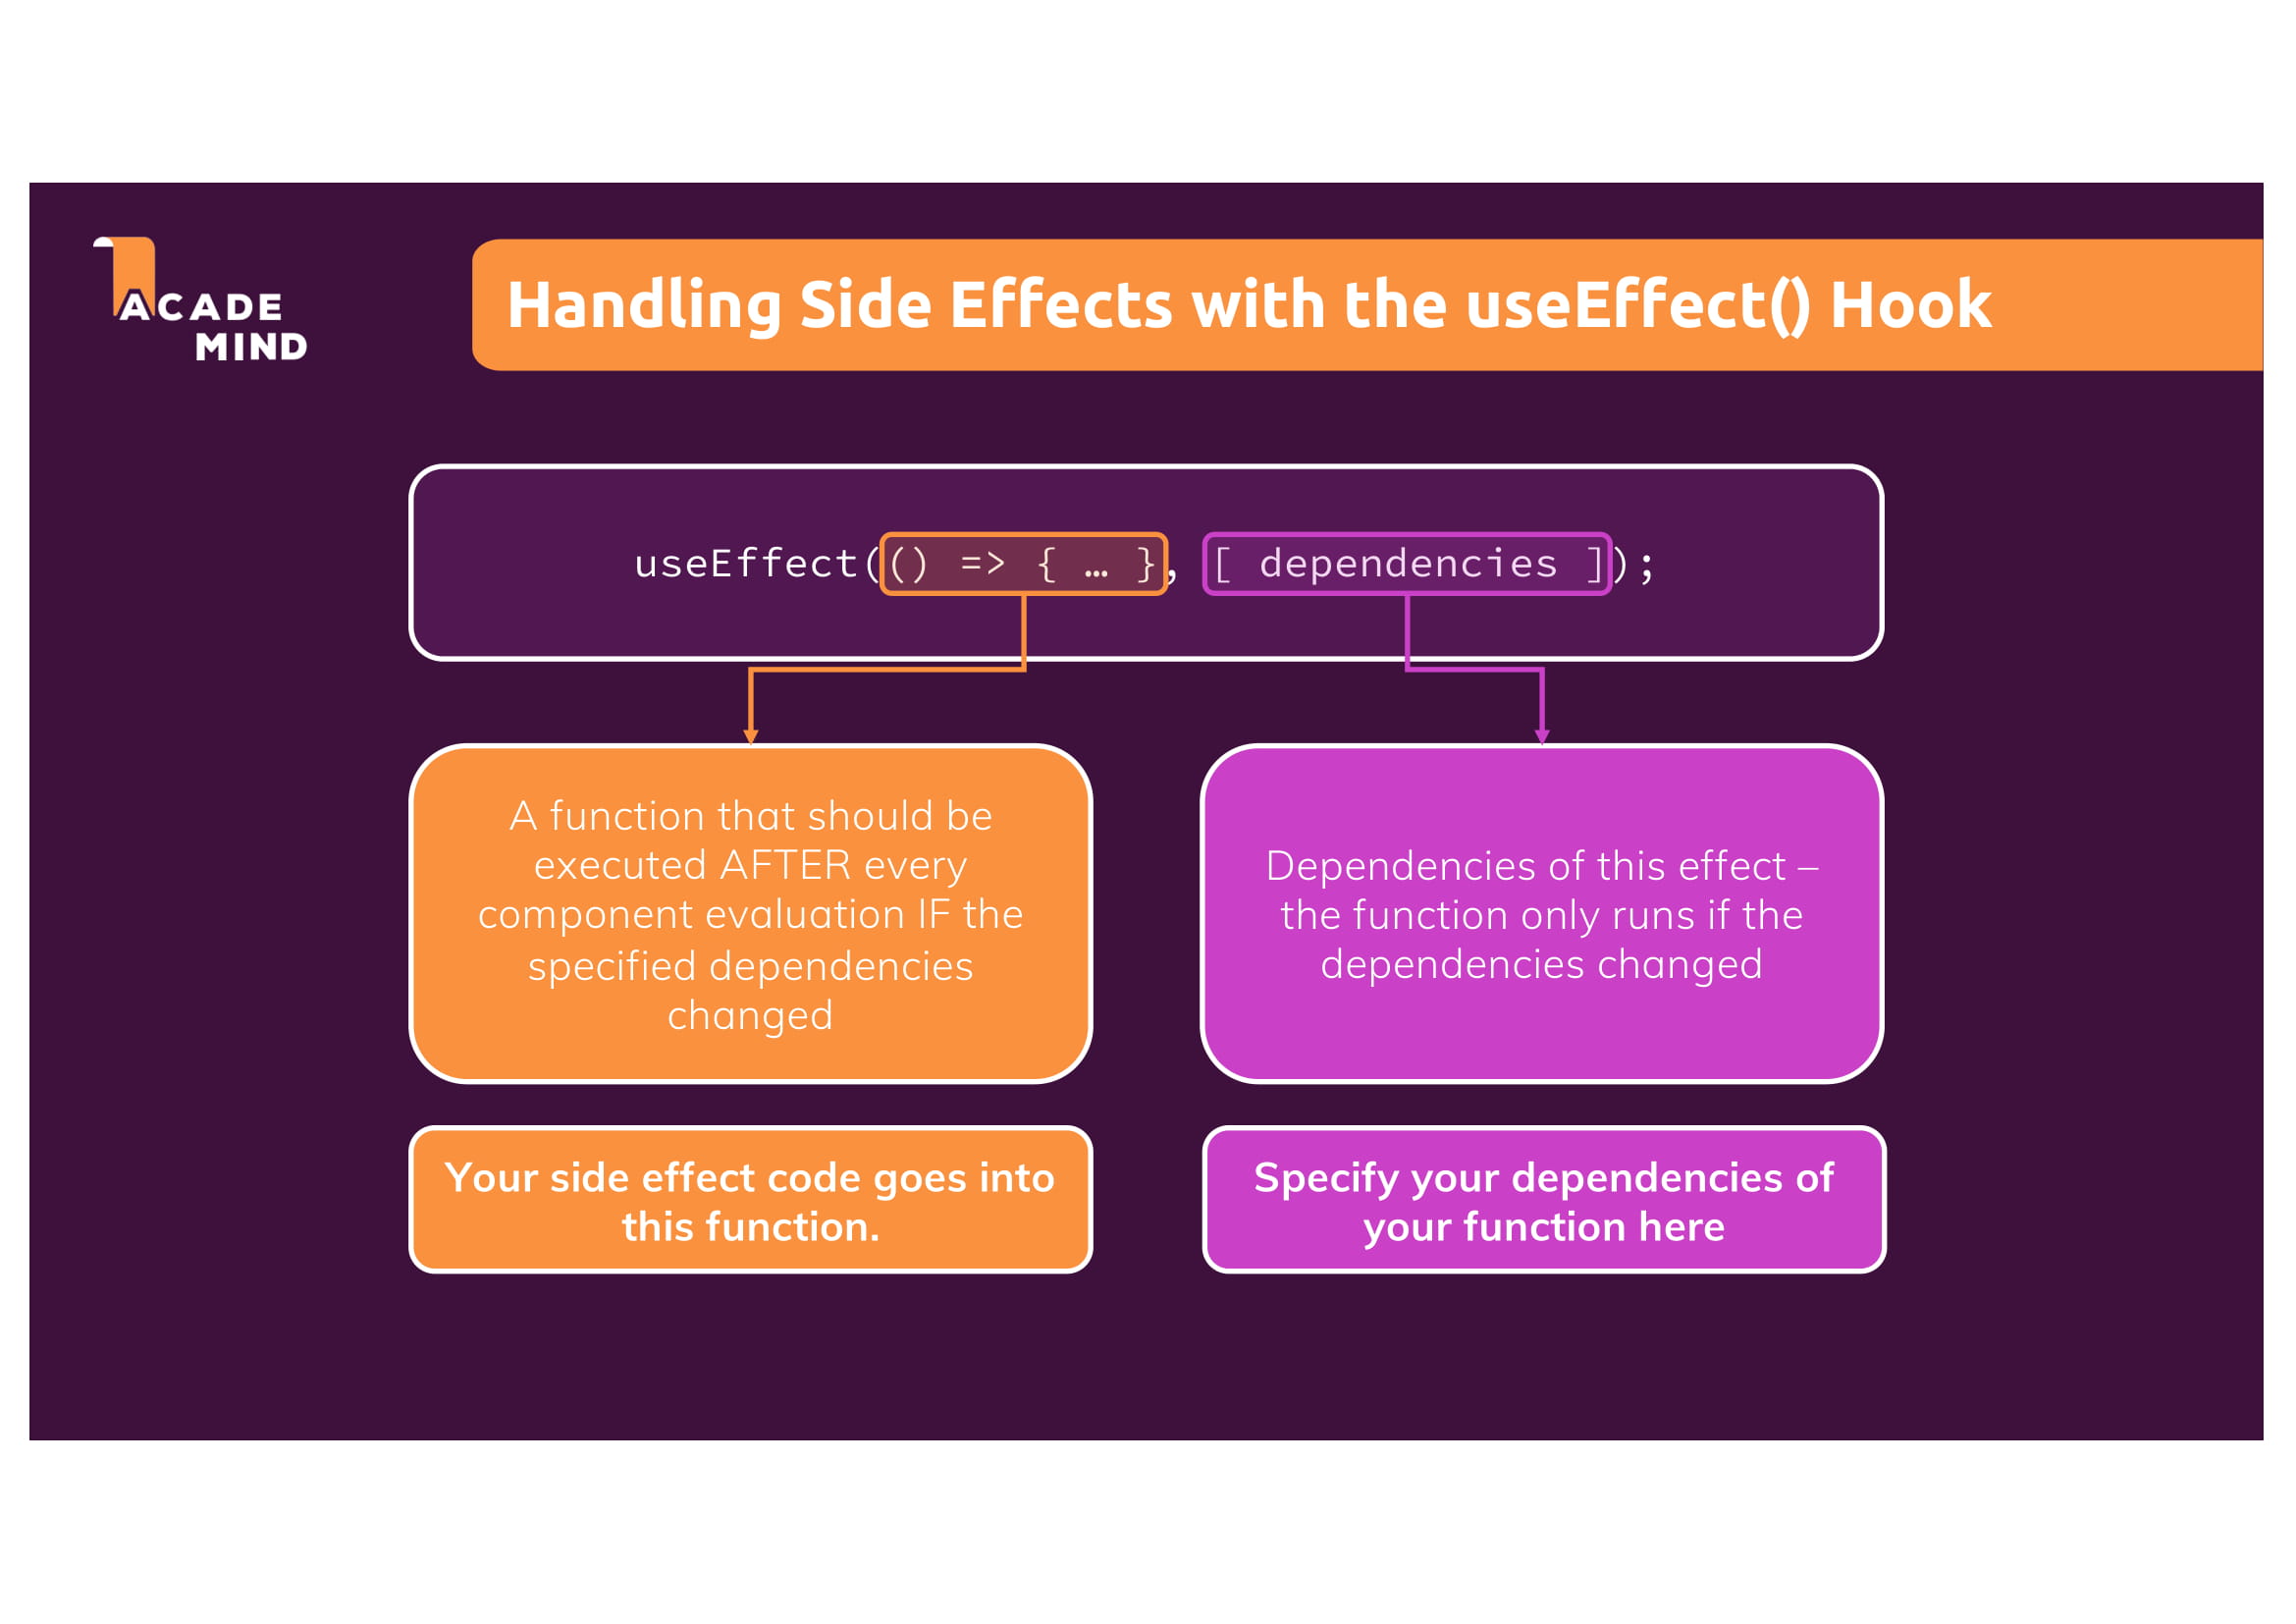 ACADE
MIND
Handling Side Effects with the useEffect() Hook
useEffect(() => { … }, [ dependencies ]);
A function that should be
executed AFTER every
component evaluation IF the
specified dependencies
changed
Dependencies of this effect –
the function only runs if the
dependencies changed
Your side effect code goes into
this function.
Specify your dependencies of
your function here